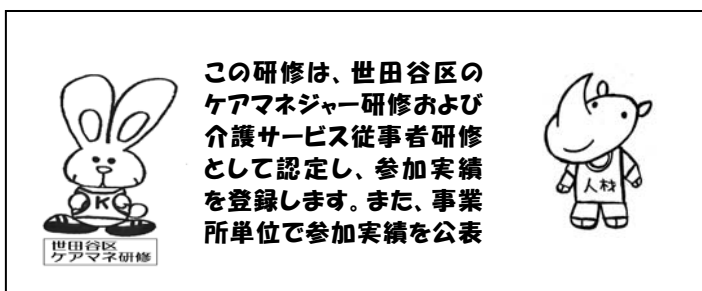 この研修は、世田谷区の
ケアマネジャー研修および
介護サービス従事者研修
として認定し、参加実績
を登録します。また、事業
所単位で参加実績を公表
K
世田谷区
ケアマネ研修
人材